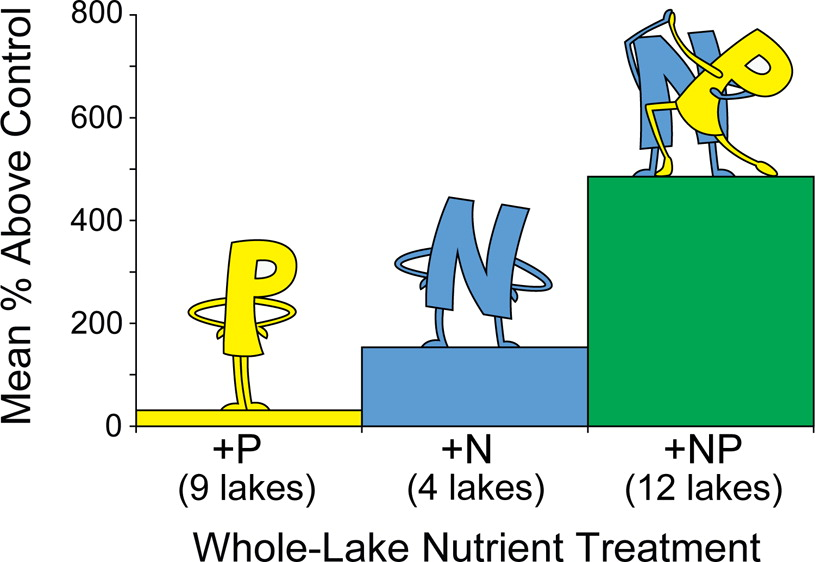 Mean % Above Control
800
600
400
200
0
P
N
NP
+P
(9 lakes)
+N
(4 lakes)
+NP
(12 lakes)
Whole-Lake Nutrient Treatment